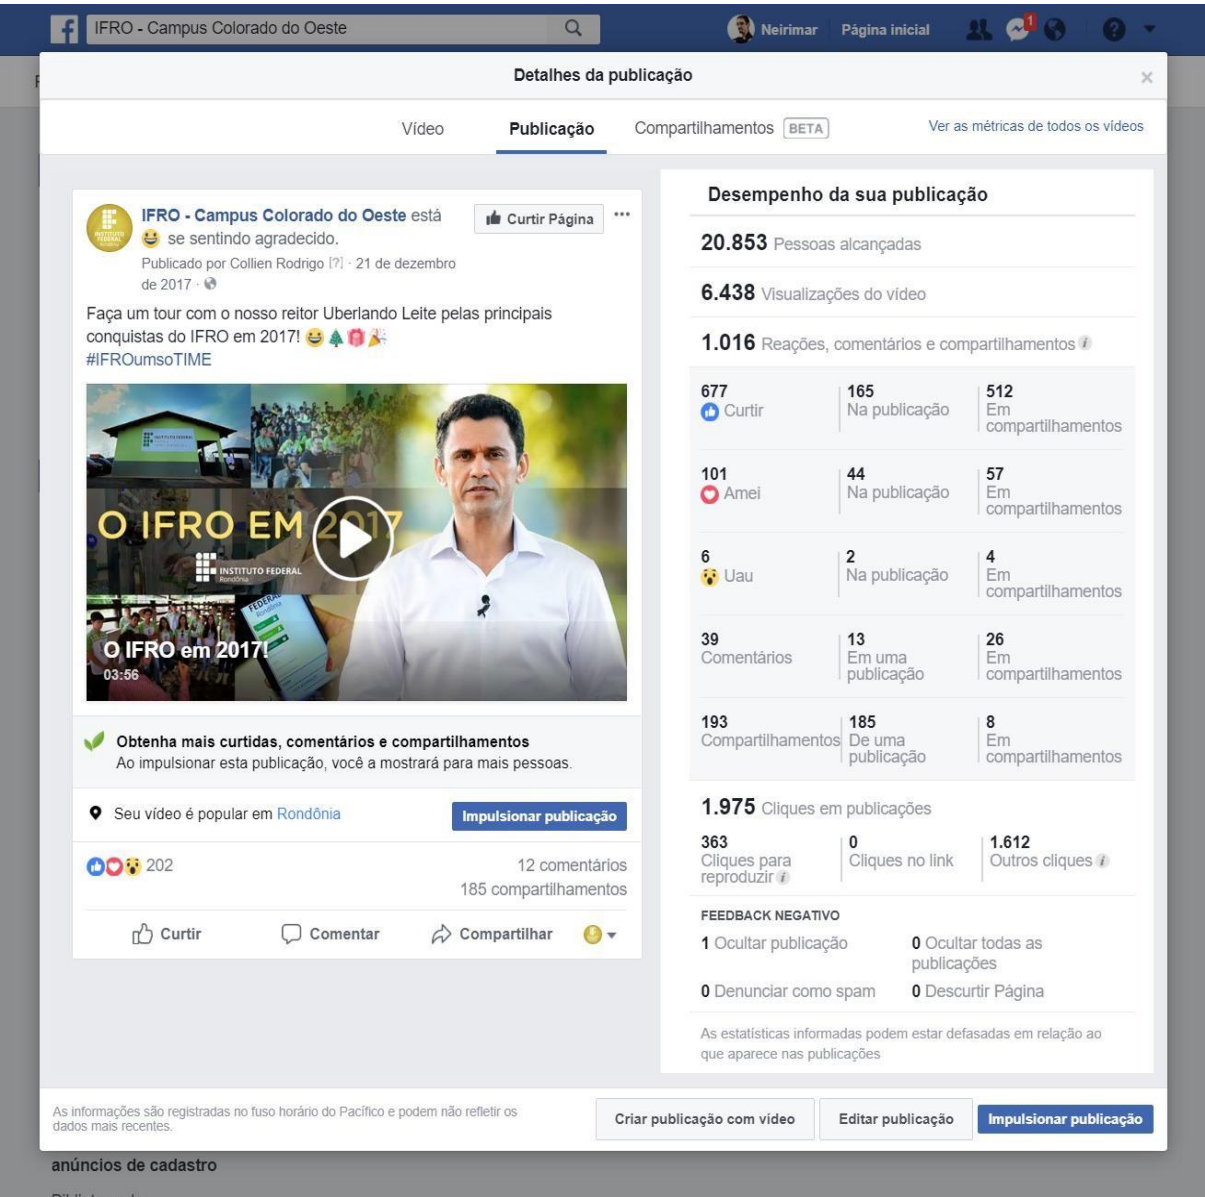 IFRO - Campus Colorado do Oeste
Neirimar
Página inicial
1
Detalhes da publicação
Vídeo
Publicação
Compartilhamentos BETA
Ver as métricas de todos os vídeos
IFRO - Campus Colorado do Oeste está
😃 se sentindo agradecido.
Publicado por Collien Rodrigo [?] · 21 de dezembro
de 2017 ·
Curtir Página
Faça um tour com o nosso reitor Uberlando Leite pelas principais
conquistas do IFRO em 2017! 😃🌲🎁🎉
#IFROumsoTIME
O IFRO EM 2017
INSTITUTO FEDERAL
Rondônia
O IFRO em 2017!
03:56
Obtenha mais curtidas, comentários e compartilhamentos
Ao impulsionar esta publicação, você a mostrará para mais pessoas.
Seu vídeo é popular em Rondônia
Impulsionar publicação
202
12 comentários
185 compartilhamentos
Curtir
Comentar
Compartilhar
Desempenho da sua publicação
20.853 Pessoas alcançadas
6.438 Visualizações do vídeo
1.016 Reações, comentários e compartilhamentos
677
Curtir
165
Na publicação
512
Em
compartilhamentos
101
Amei
44
Na publicação
57
Em
compartilhamentos
6
Uau
2
Na publicação
4
Em
compartilhamentos
39
Comentários
13
Em uma
publicação
26
Em
compartilhamentos
193
Compartilhamentos
185
De uma
publicação
8
Em
compartilhamentos
1.975 Cliques em publicações
363
Cliques para
reproduzir
0
Cliques no link
1.612
Outros cliques
FEEDBACK NEGATIVO
1 Ocultar publicação
0 Ocultar todas as
publicações
0 Denunciar como spam
0 Descurtir Página
As estatísticas informadas podem estar defasadas em relação ao
que aparece nas publicações
As informações são registradas no fuso horário do Pacífico e podem não refletir os
dados mais recentes.
Criar publicação com vídeo
Editar publicação
Impulsionar publicação
anúncios de cadastro